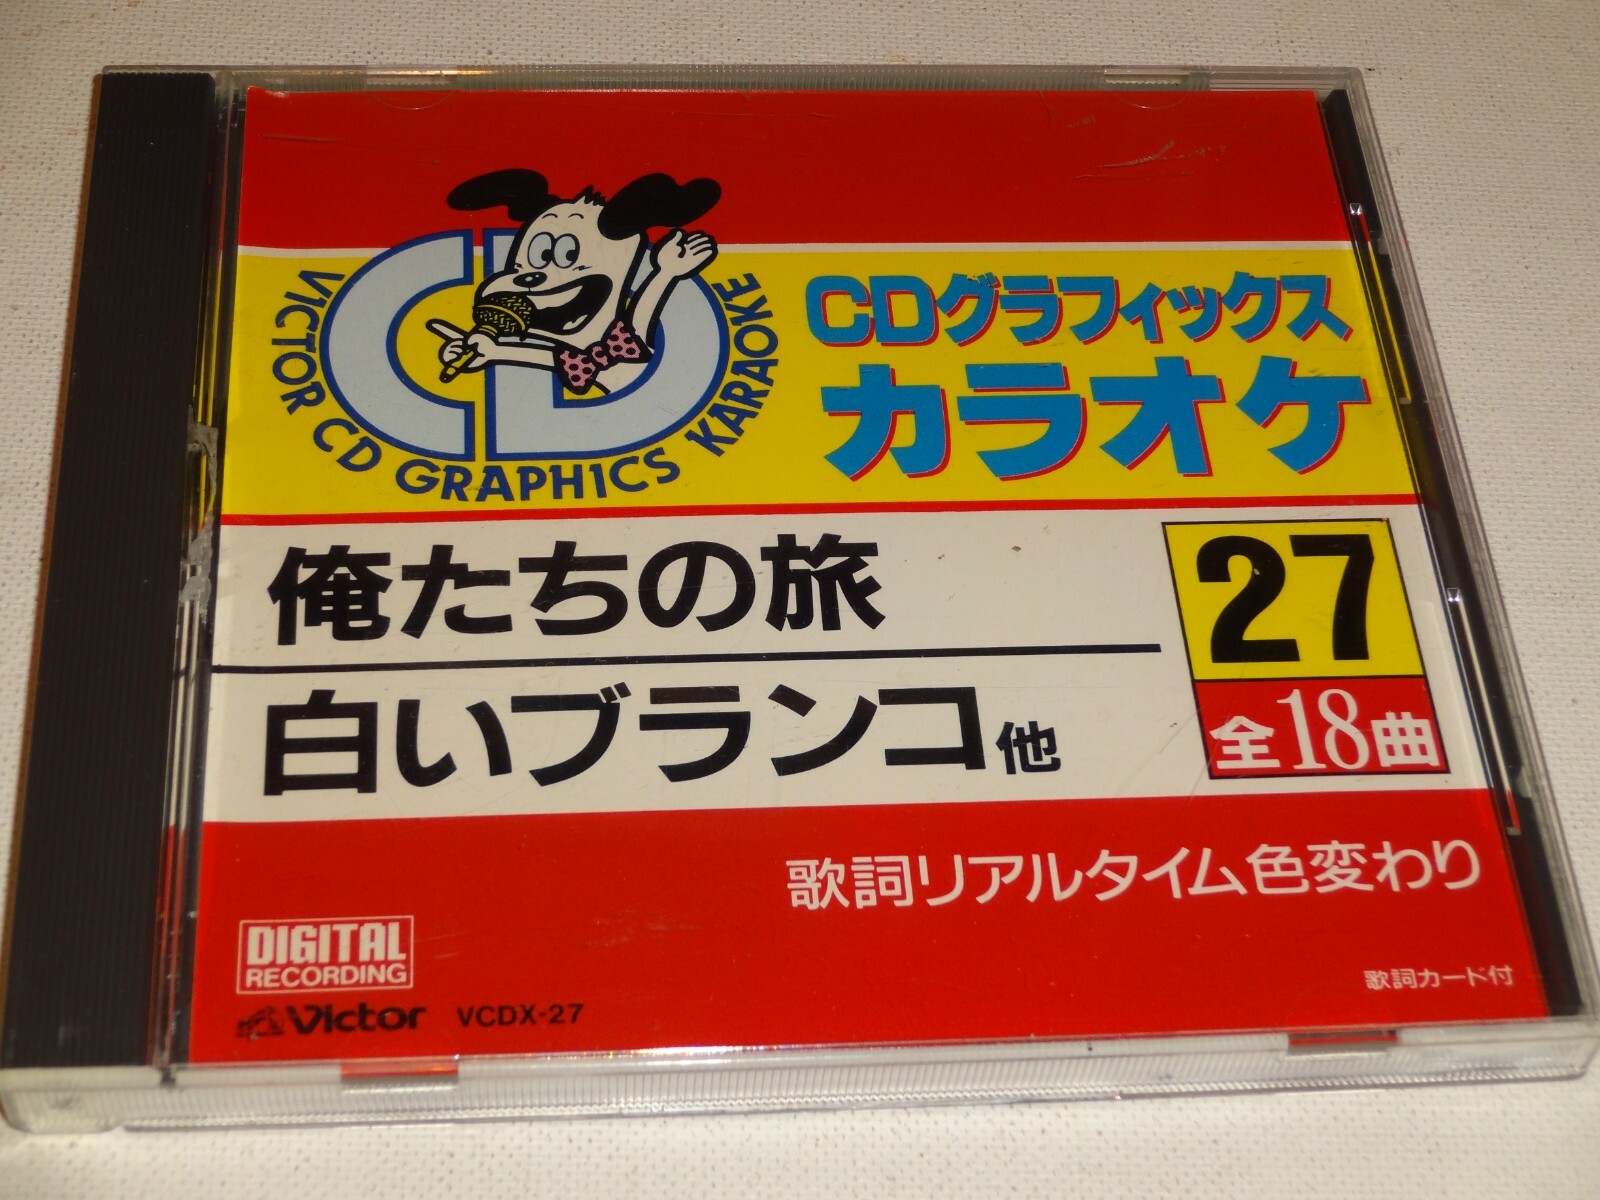 CD
VICTOR CD GRAPHICS KARAOKE
CDグラフィックス
カラオケ
俺たちの旅
白いブランコ他
27
全18曲
歌詞リアルタイム色変わり
歌詞カード付
DIGITAL
RECORDING
Victor VCDX-27